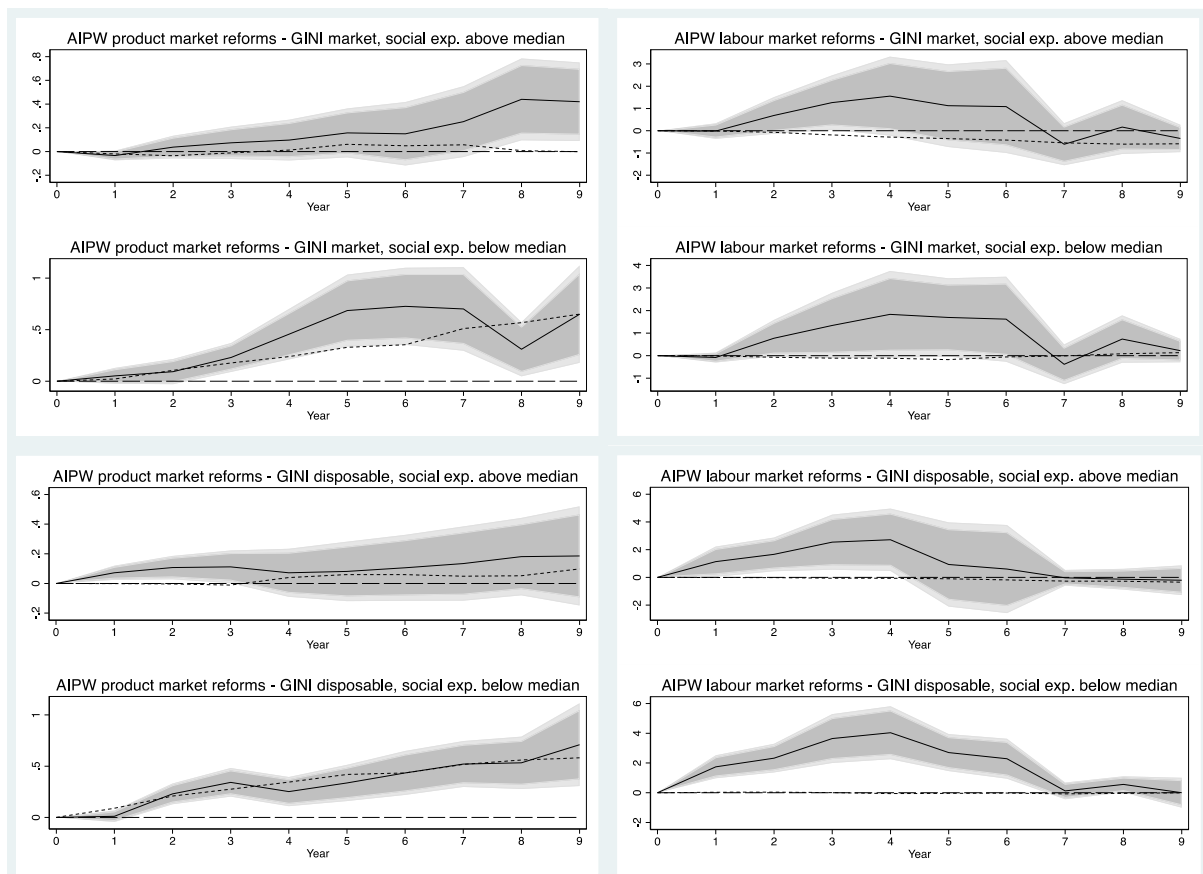 AIPW product market reforms - GINI market, social exp. above median
.8
.6
.4
.2
0
-.2
0 1 2 3 4 5 6 7 8 9
Year
AIPW product market reforms - GINI market, social exp. below median
1
.5
0
0 1 2 3 4 5 6 7 8 9
Year
AIPW labour market reforms - GINI market, social exp. above median
3
2
1
0
-1
-2
0 1 2 3 4 5 6 7 8 9
Year
AIPW labour market reforms - GINI market, social exp. below median
4
3
2
1
0
-1
0 1 2 3 4 5 6 7 8 9
Year
AIPW product market reforms - GINI disposable, social exp. above median
.6
.4
.2
0
-.2
0 1 2 3 4 5 6 7 8 9
Year
AIPW product market reforms - GINI disposable, social exp. below median
1
.5
0
0 1 2 3 4 5 6 7 8 9
Year
AIPW labour market reforms - GINI disposable, social exp. above median
6
4
2
0
-2
0 1 2 3 4 5 6 7 8 9
Year
AIPW labour market reforms - GINI disposable, social exp. below median
6
4
2
0
-2
0 1 2 3 4 5 6 7 8 9
Year